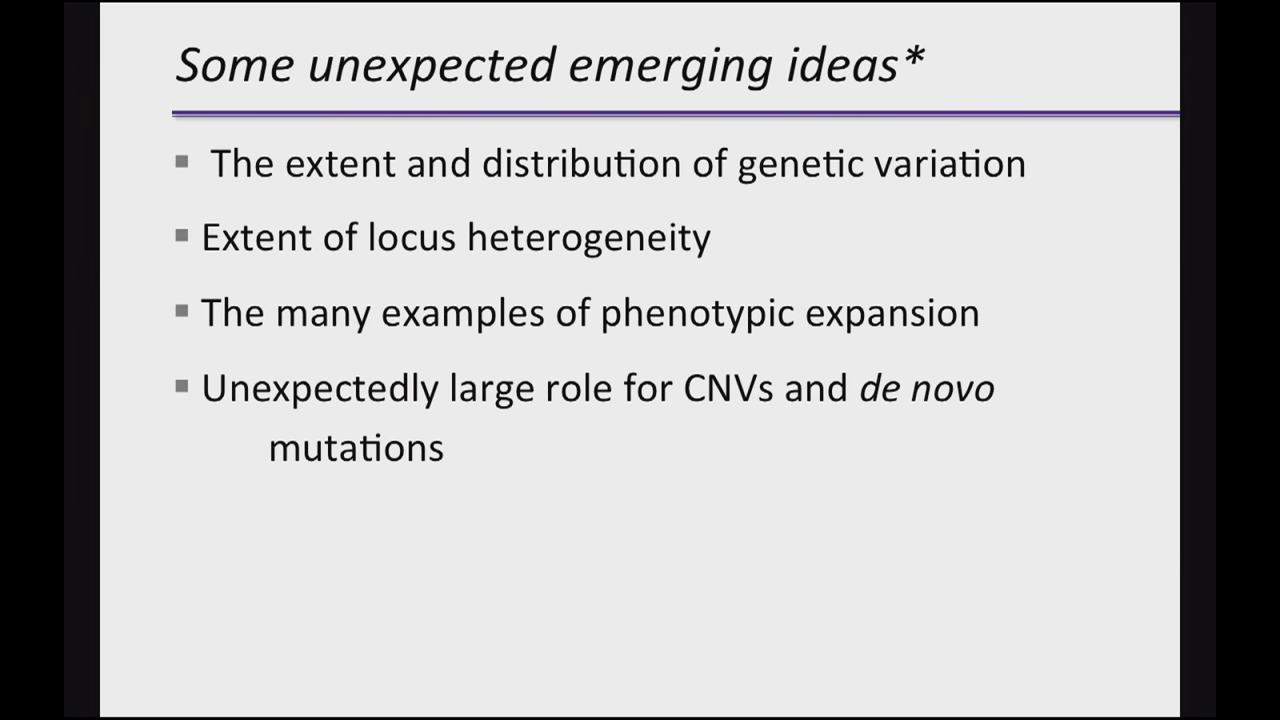 Some unexpected emerging ideas*
▪ The extent and distribution of genetic variation
▪ Extent of locus heterogeneity
▪ The many examples of phenotypic expansion
▪ Unexpectedly large role for CNVs and de novo
mutations